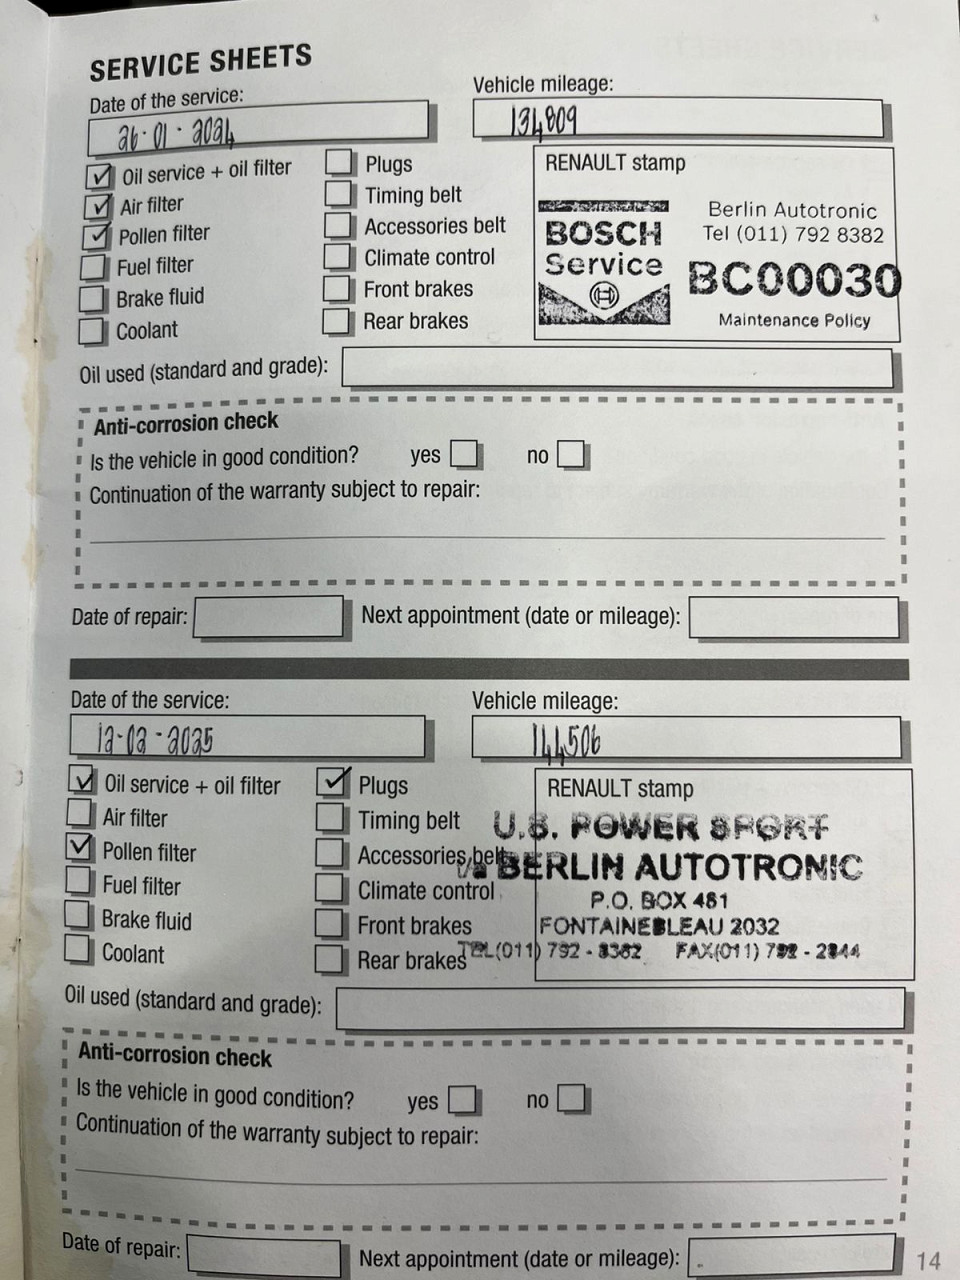 SERVICE SHEETS
Date of the service:
26-01-2024
Vehicle mileage:
134809
Oil service + oil filter
Air filter
Pollen filter
Fuel filter
Brake fluid
Coolant
Plugs
Timing belt
Accessories belt
Climate control
Front brakes
Rear brakes
RENAULT stamp
BOSCH
Service
Berlin Autotronic
Tel (011) 792 8382
BC00030
Maintenance Policy
Oil used (standard and grade):
Anti-corrosion check
Is the vehicle in good condition? yes no
Continuation of the warranty subject to repair:
Date of repair: Next appointment (date or mileage):
Date of the service:
12-02-2025
Vehicle mileage:
144506
Oil service + oil filter
Air filter
Pollen filter
Fuel filter
Brake fluid
Coolant
Plugs
Timing belt
Accessories belt
Climate control
Front brakes
Rear brakes
RENAULT stamp
U.S. POWER SPORT
t/a BERLIN AUTOTRONIC
P.O. BOX 481
FONTAINEBLEAU 2032
TEL(011) 792 - 8382 FAX(011) 792 - 2844
Oil used (standard and grade):
Anti-corrosion check
Is the vehicle in good condition? yes no
Continuation of the warranty subject to repair:
Date of repair: Next appointment (date or mileage):
14